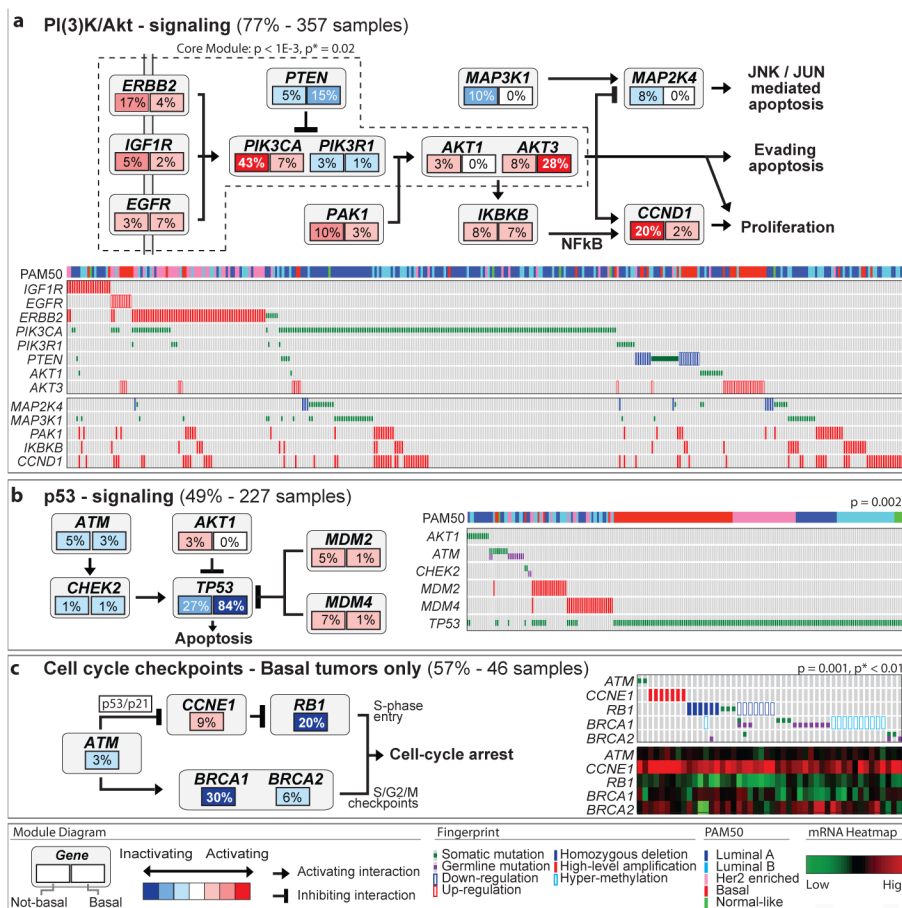 a PI(3)K/Akt - signaling (77% - 357 samples)
Core Module: p < 1E-3, p* = 0.02
ERBB2
17% 4%
IGF1R
5% 2%
EGFR
3% 7%
PTEN
5% 15%
PIK3CA PIK3R1
43% 7% 3% 1%
PAK1
10% 3%
MAP3K1
10% 0%
AKT1 AKT3
3% 0% 8% 28%
IKBKB
8% 7%
NFkB
MAP2K4
8% 0%
CCND1
20% 2%
JNK / JUN
mediated
apoptosis
Evading
apoptosis
Proliferation
PAM50
IGF1R
EGFR
ERBB2
PIK3CA
PIK3R1
PTEN
AKT1
AKT3
MAP2K4
MAP3K1
PAK1
IKBKB
CCND1
b p53 - signaling (49% - 227 samples)
ATM
5% 3%
AKT1
3% 0%
MDM2
5% 1%
CHEK2
1% 1%
TP53
27% 84%
MDM4
7% 1%
Apoptosis
p = 0.002
PAM50
AKT1
ATM
CHEK2
MDM2
MDM4
TP53
c Cell cycle checkpoints - Basal tumors only (57% - 46 samples)
p53/p21
ATM
3%
CCNE1
9%
RB1
20%
BRCA1 BRCA2
30% 6%
S-phase
entry
Cell-cycle arrest
S/G2/M
checkpoints
p = 0.001, p* < 0.01
ATM
CCNE1
RB1
BRCA1
BRCA2
ATM
CCNE1
RB1
BRCA1
BRCA2
Module Diagram
Gene
Not-basal Basal
Inactivating Activating
Activating interaction
Inhibiting interaction
Fingerprint
Somatic mutation
Germline mutation
Down-regulation
Up-regulation
Homozygous deletion
High-level amplification
Hyper-methylation
PAM50
Luminal A
Luminal B
Her2 enriched
Basal
Normal-like
mRNA Heatmap
Low Hig